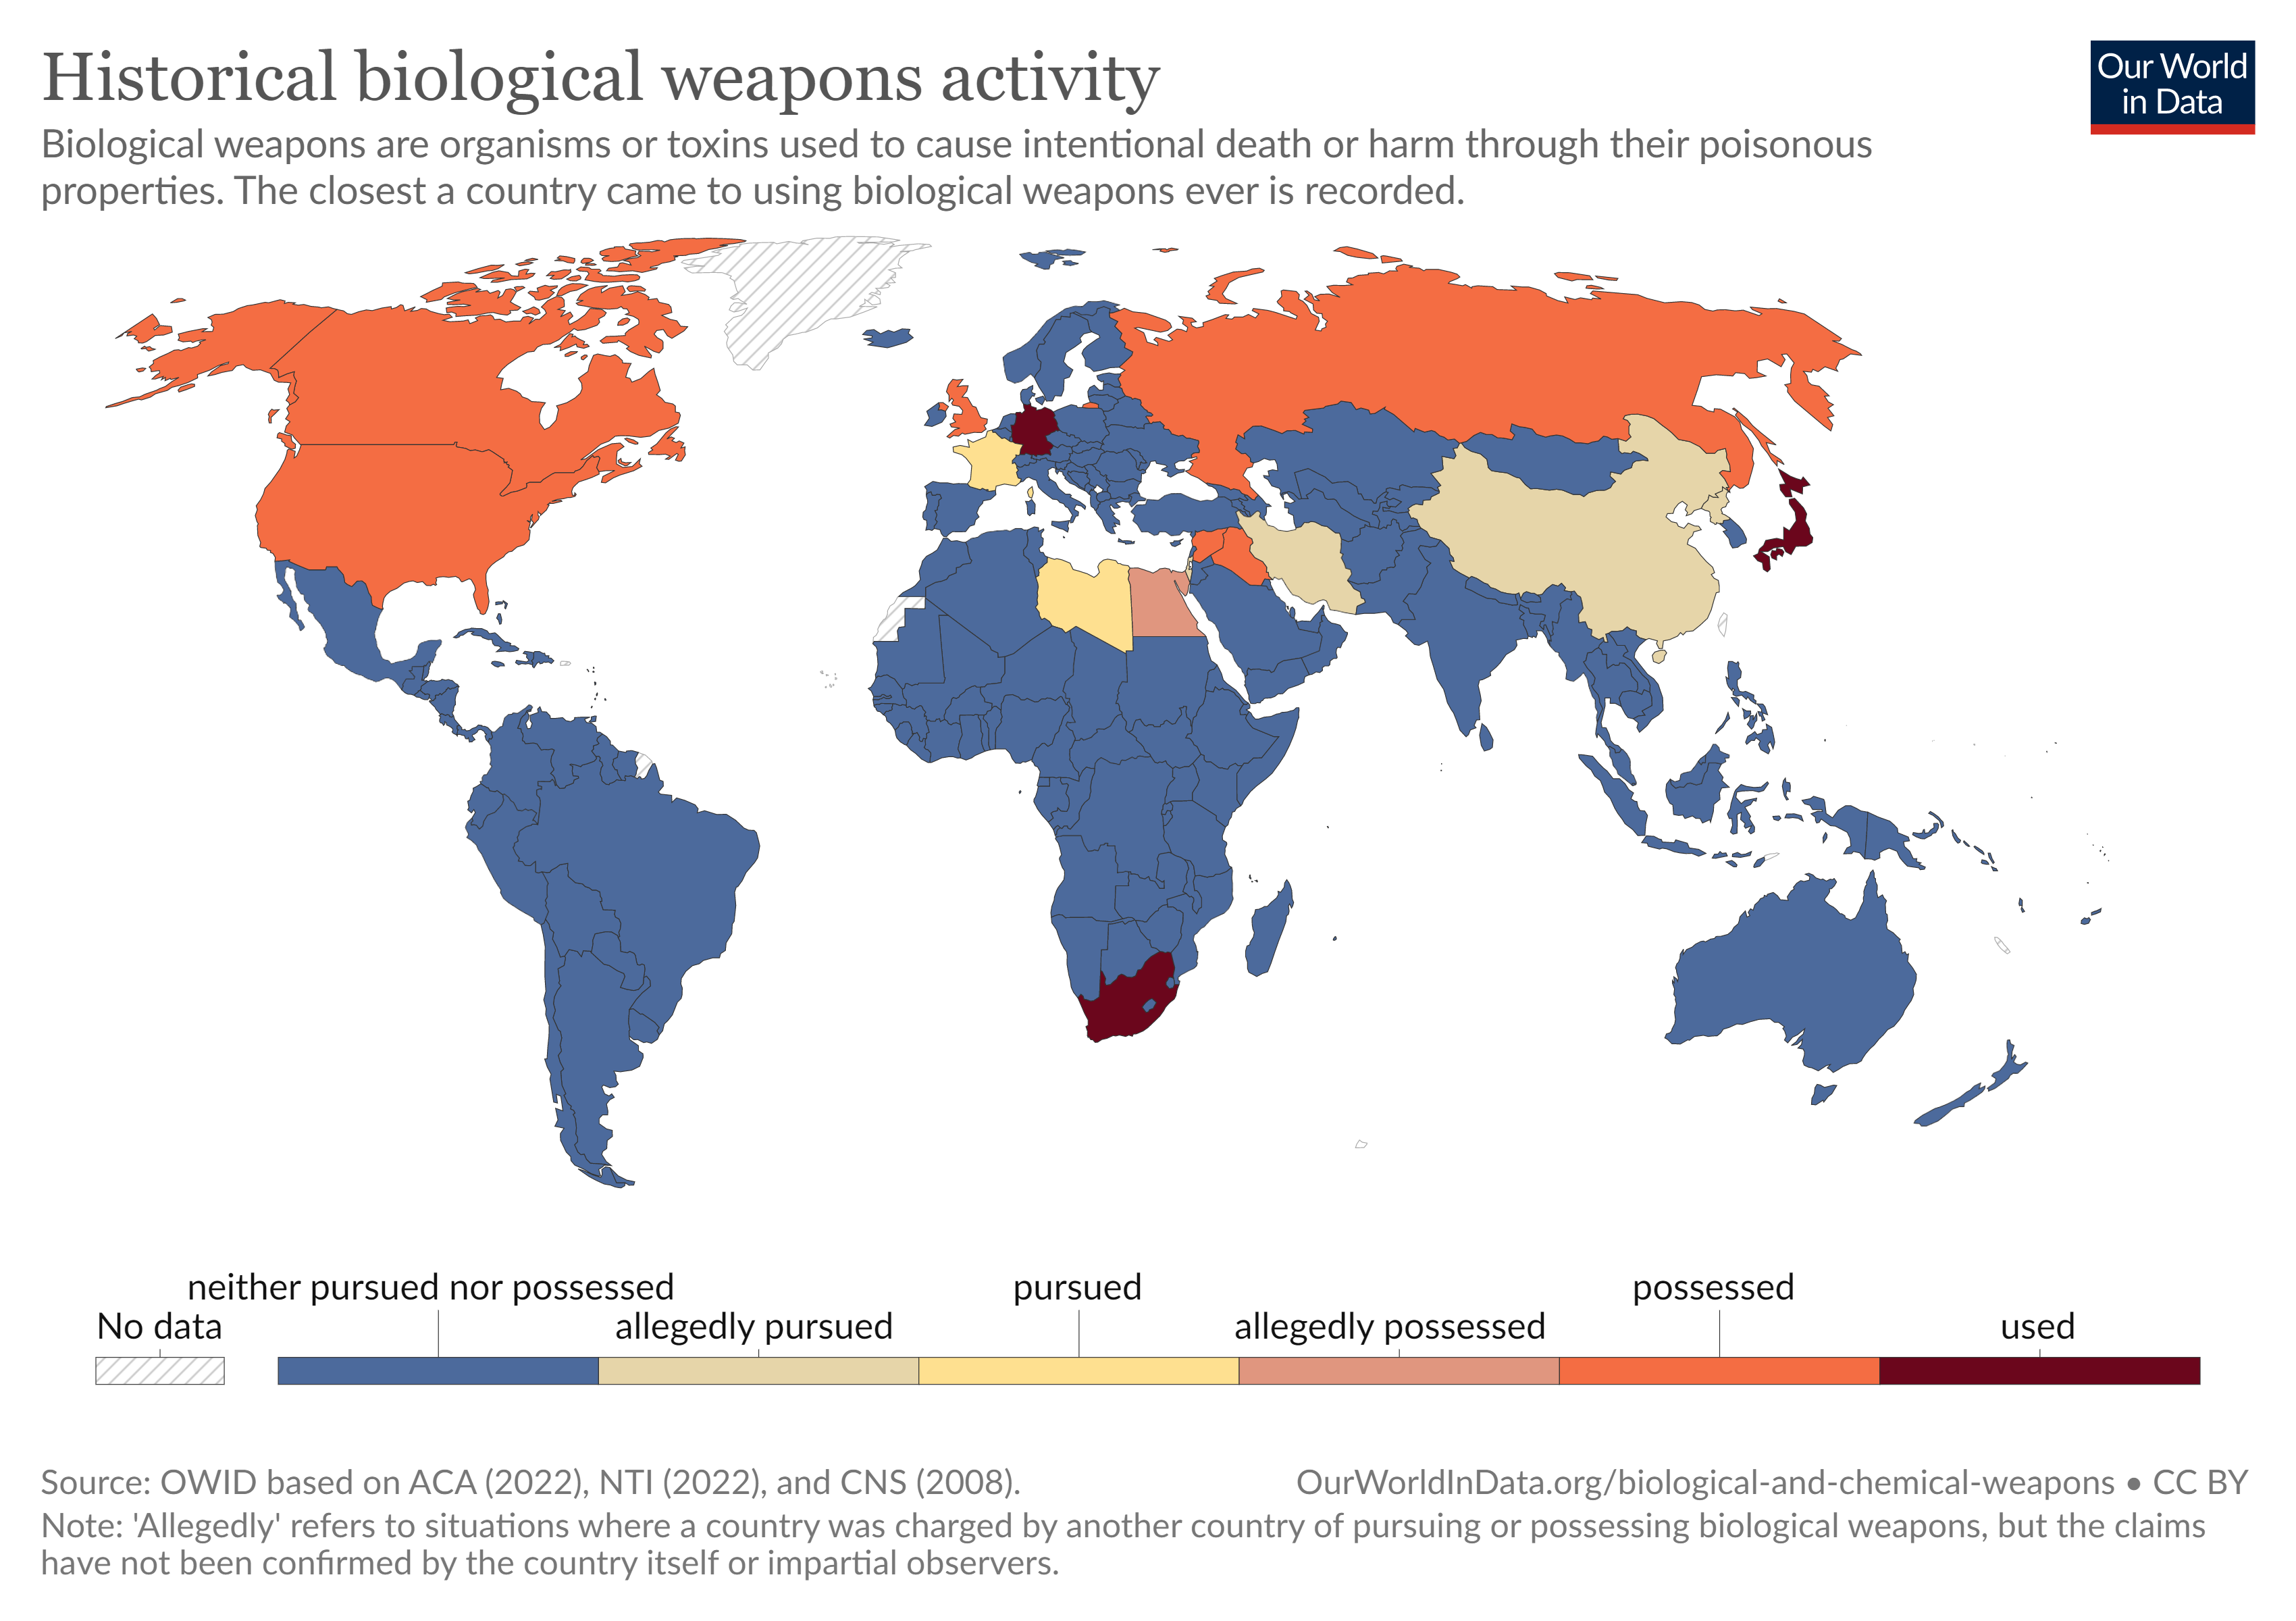 Historical biological weapons activity
Our World
in Data
Biological weapons are organisms or toxins used to cause intentional death or harm through their poisonous
properties. The closest a country came to using biological weapons ever is recorded.
neither pursued nor possessed
pursued
possessed
No data
allegedly pursued
allegedly possessed
used
Source: OWID based on ACA (2022), NTI (2022), and CNS (2008).
OurWorldInData.org/biological-and-chemical-weapons • CC BY
Note: 'Allegedly' refers to situations where a country was charged by another country of pursuing or possessing biological weapons, but the claims
have not been confirmed by the country itself or impartial observers.